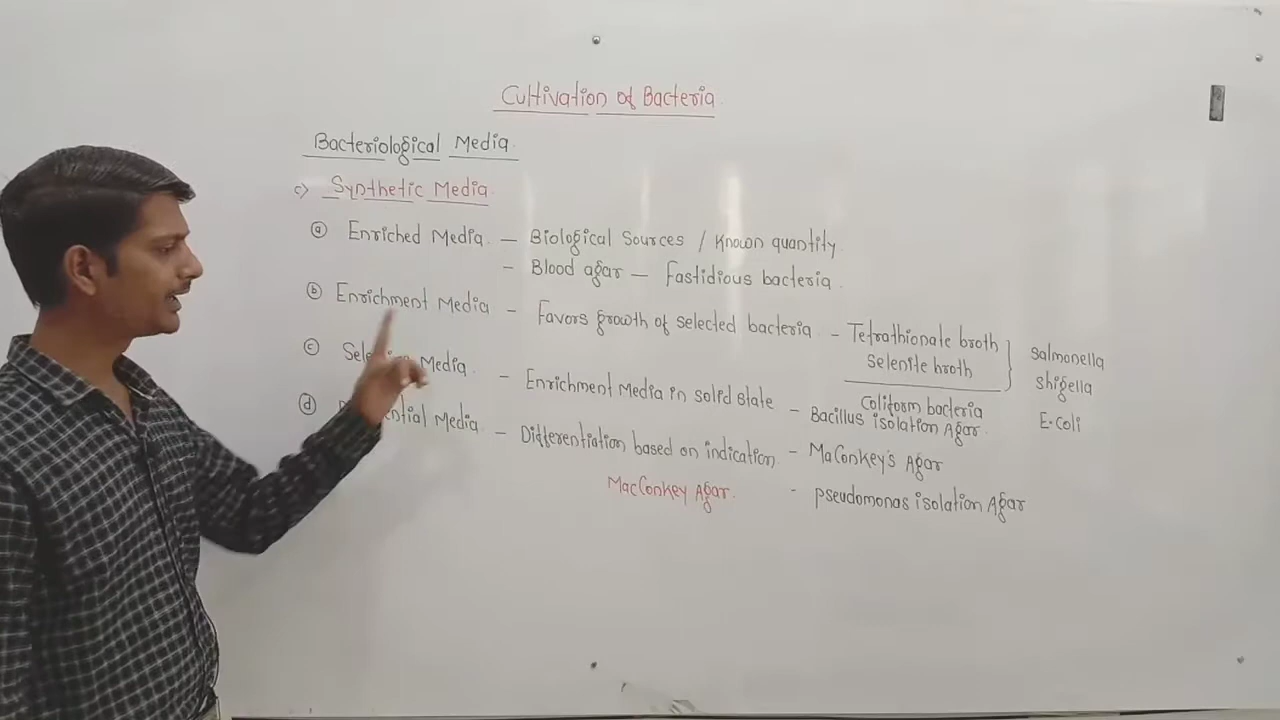 Cultivation of Bacteria
Bacteriological Media
c) Synthetic Media
(a) Enriched Media - Biological Sources / Known quantity
- Blood agar - Fastidious bacteria
(b) Enrichment Media - Favors growth of selected bacteria - Tetrathionate broth
Selenite broth
Salmonella
Shigella
(c) Media - Enrichment Media in solid state
Coliform bacteria
E.coli
- Bacillus isolation Agar
(d) Media - Differentiation based on indication - MaConkey's Agar
MacConkey Agar
- pseudomonas isolation Agar